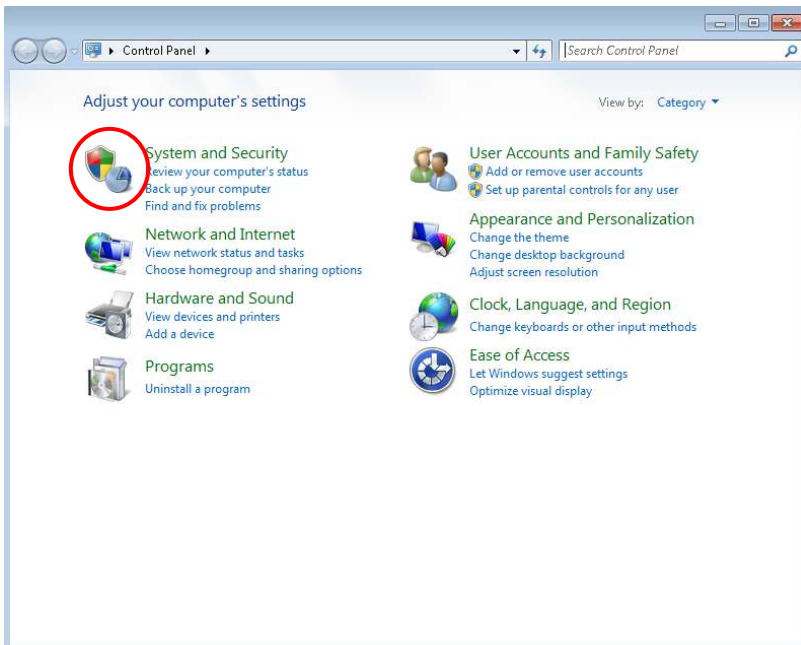 Control Panel
Search Control Panel
Adjust your computer's settings
View by: Category
System and Security
Review your computer's status
Back up your computer
Find and fix problems
Network and Internet
View network status and tasks
Choose homegroup and sharing options
Hardware and Sound
View devices and printers
Add a device
Programs
Uninstall a program
User Accounts and Family Safety
Add or remove user accounts
Set up parental controls for any user
Appearance and Personalization
Change the theme
Change desktop background
Adjust screen resolution
Clock, Language, and Region
Change keyboards or other input methods
Ease of Access
Let Windows suggest settings
Optimize visual display